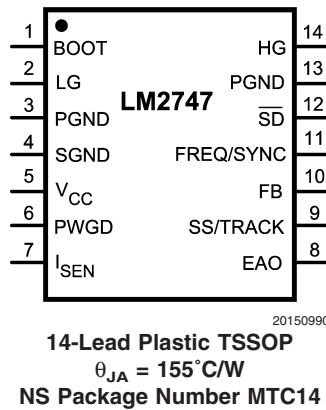 1 BOOT HG 14
2 LG PGND 13
LM2747
3 PGND SD 12
4 SGND FREQ/SYNC 11
5 VCC FB 10
6 PWGD SS/TRACK 9
7 ISEN EAO 8
20150990
14-Lead Plastic TSSOP
θJA = 155˚C/W
NS Package Number MTC14